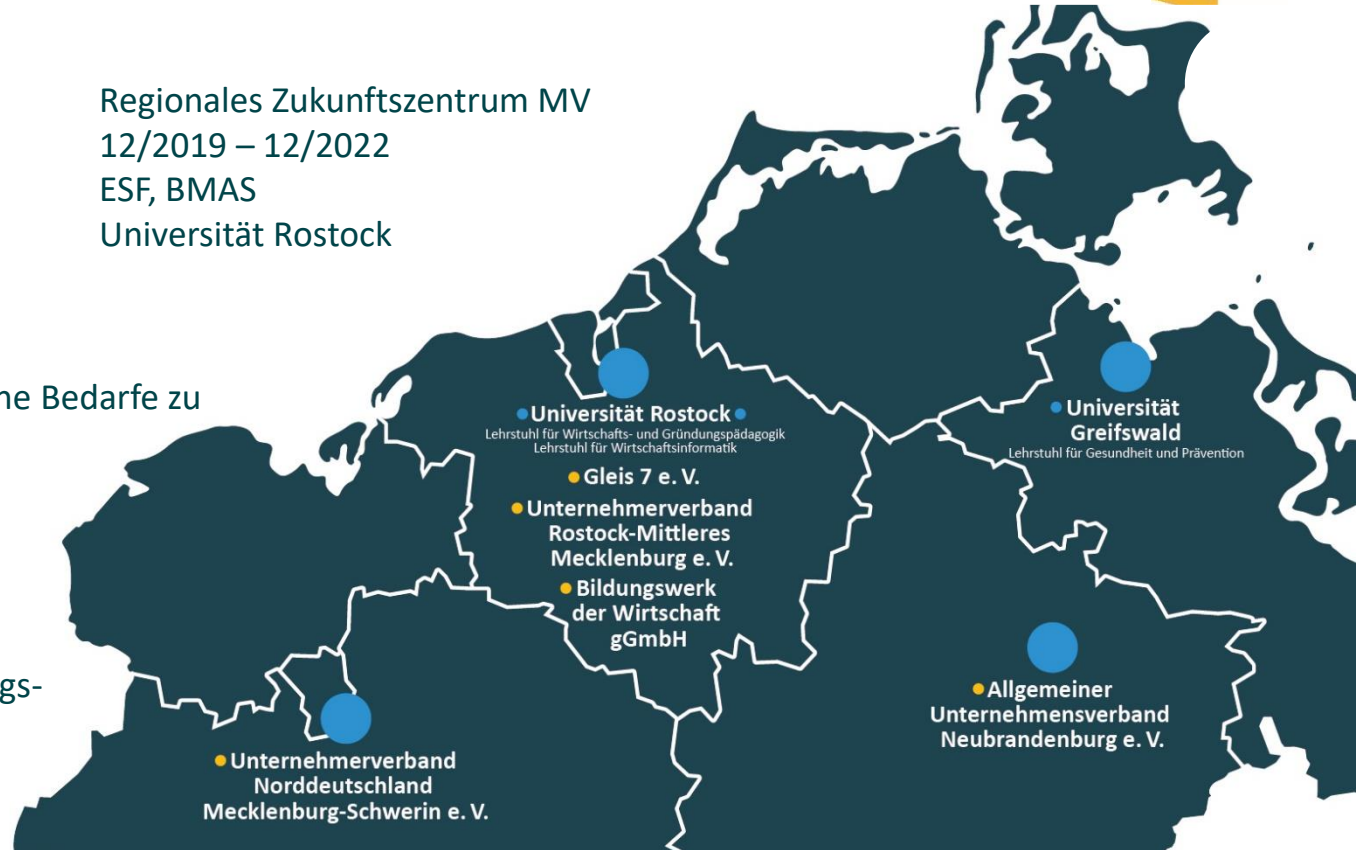 Regionales Zukunftszentrum MV
12/2019 – 12/2022
ESF, BMAS
Universität Rostock
ne Bedarfe zu
gs-
Universität Rostock
Lehrstuhl für Wirtschafts- und Gründungspädagogik
Lehrstuhl für Wirtschaftsinformatik
Gleis 7 e. V.
Unternehmerverband
Rostock-Mittleres
Mecklenburg e. V.
Bildungswerk
der Wirtschaft
gGmbH
Universität
Greifswald
Lehrstuhl für Gesundheit und Prävention
Unternehmerverband
Norddeutschland
Mecklenburg-Schwerin e. V.
Allgemeiner
Unternehmensverband
Neubrandenburg e. V.